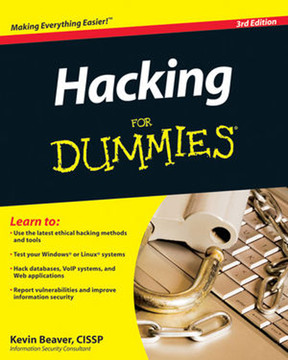 Making Everything Easier!™
3rd Edition
Hacking
FOR
DUMMIES®
Learn to:
• Use the latest ethical hacking methods
and tools
• Test your Windows® or Linux® systems
• Hack databases, VoIP systems, and
Web applications
• Report vulnerabilities and improve
information security
Kevin Beaver, CISSP
Information Security Consultant